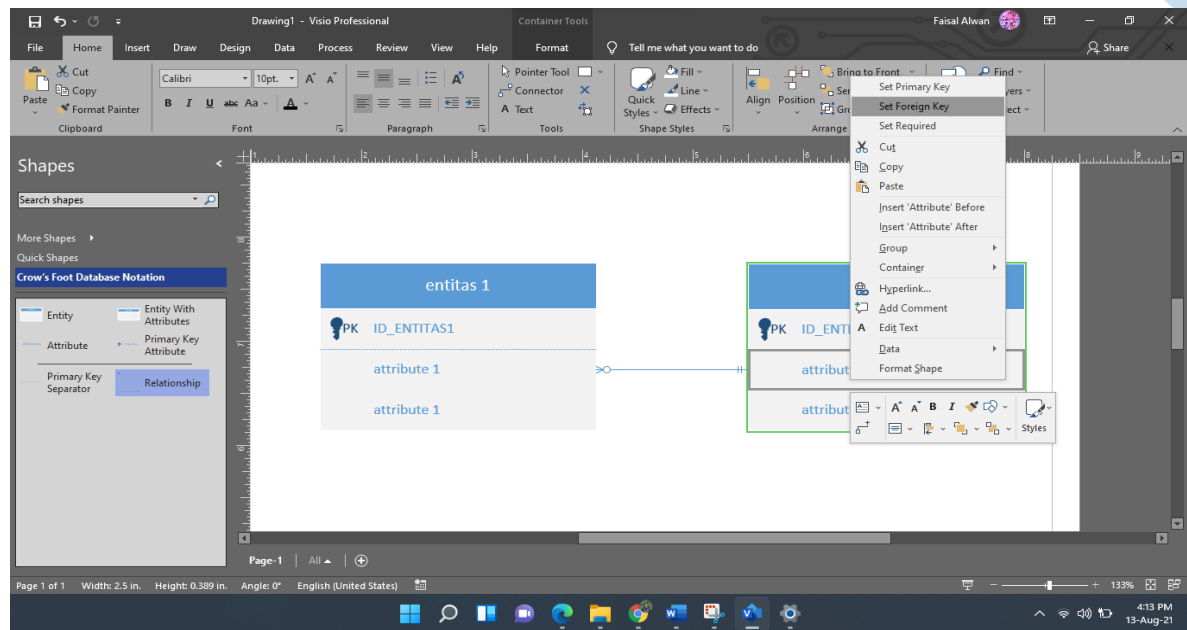 Drawing1 - Visio Professional
Container Tools
Faisal Alwan
File Home Insert Draw Design Data Process Review View Help Format Tell me what you want to do Share
Paste
Cut
Copy
Format Painter
Clipboard
Calibri 10pt.
B I U abc Aa A
Font
Paragraph
Pointer Tool
Connector
A Text
Tools
Quick
Styles
Fill
Line
Effects
Shape Styles
Align
Position
Bring to Front
Arrange
Find
Set Primary Key
Set Foreign Key
Set Required
Cut
Copy
Paste
Insert 'Attribute' Before
Insert 'Attribute' After
Group
Container
Hyperlink...
Add Comment
Edit Text
Data
Format Shape
B I Styles
Shapes
Search shapes
More Shapes
Quick Shapes
Crow's Foot Database Notation
Entity
Entity With
Attributes
Attribute
Primary Key
Attribute
Primary Key
Separator
Relationship
entitas 1
PK ID_ENTITAS1
attribute 1
attribute 1
PK ID_ENTI
attribut
attribut
Page-1 All
Page 1 of 1 Width: 2.5 in. Height: 0.389 in. Angle: 0° English (United States) 133%
4:13 PM
13-Aug-21